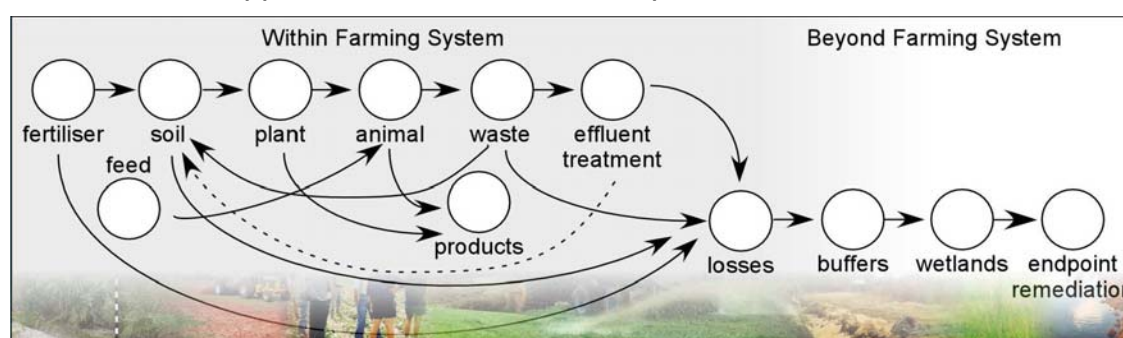 Within Farming System
Beyond Farming System
fertiliser
soil
plant
animal
waste
effluent
treatment
feed
products
losses
buffers
wetlands
endpoint
remediation